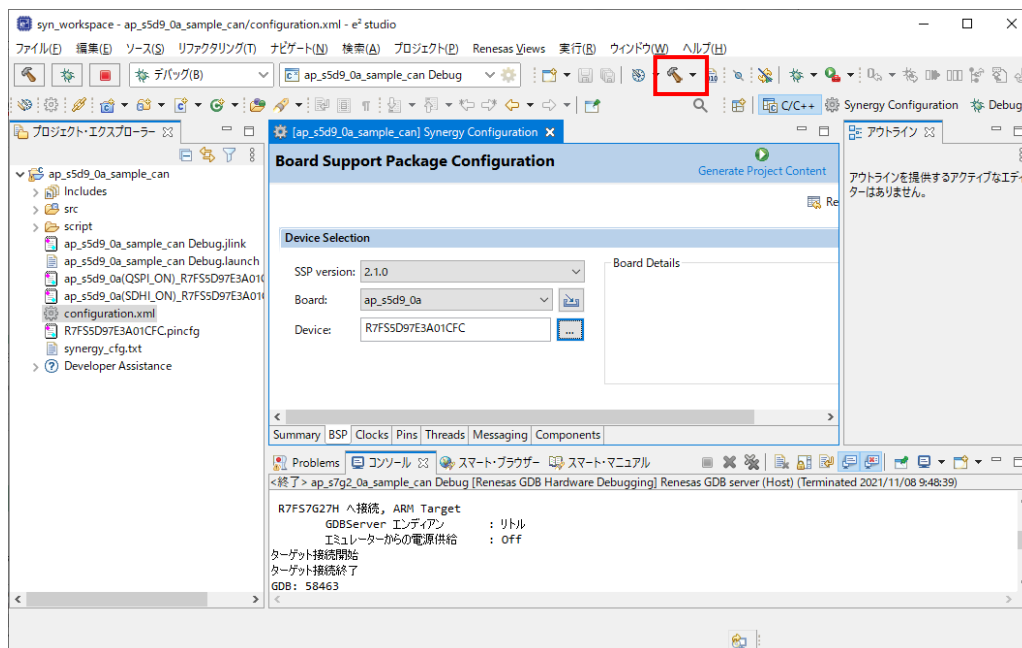 syn_workspace - ap_s5d9_0a_sample_can/configuration.xml - e² studio
ファイル(F) 編集(E) ソース(S) リファクタリング(T) ナビゲート(N) 検索(A) プロジェクト(P) Renesas Views 実行(R) ウィンドウ(W) ヘルプ(H)
デバッグ(B) ap_s5d9_0a_sample_can Debug
C/C++ Synergy Configuration Debug
プロジェクト・エクスプローラー
[ap_s5d9_0a_sample_can] Synergy Configuration
アウトライン
Board Support Package Configuration
Generate Project Content
アウトラインを提供するアクティブなエディ
ターはありません。
ap_s5d9_0a_sample_can
Includes
src
script
ap_s5d9_0a_sample_can Debug.jlink
ap_s5d9_0a_sample_can Debug.launch
ap_s5d9_0a(QSPI_ON)_R7FS5D97E3A01C
ap_s5d9_0a(SDHI_ON)_R7FS5D97E3A01C
configuration.xml
R7FS5D97E3A01CFC.pincfg
synergy_cfg.txt
Developer Assistance
Re
Device Selection
SSP version: 2.1.0
Board: ap_s5d9_0a
Device: R7FS5D97E3A01CFC
...
Board Details
Summary BSP Clocks Pins Threads Messaging Components
Problems コンソール スマート・ブラウザー スマート・マニュアル
<終了> ap_s7g2_0a_sample_can Debug [Renesas GDB Hardware Debugging] Renesas GDB server (Host) (Terminated 2021/11/08 9:48:39)
R7FS7G27H へ接続, ARM Target
GDBServer エンディアン : リトル
エミュレーターからの電源供給 : Off
ターゲット接続開始
ターゲット接続終了
GDB: 58463